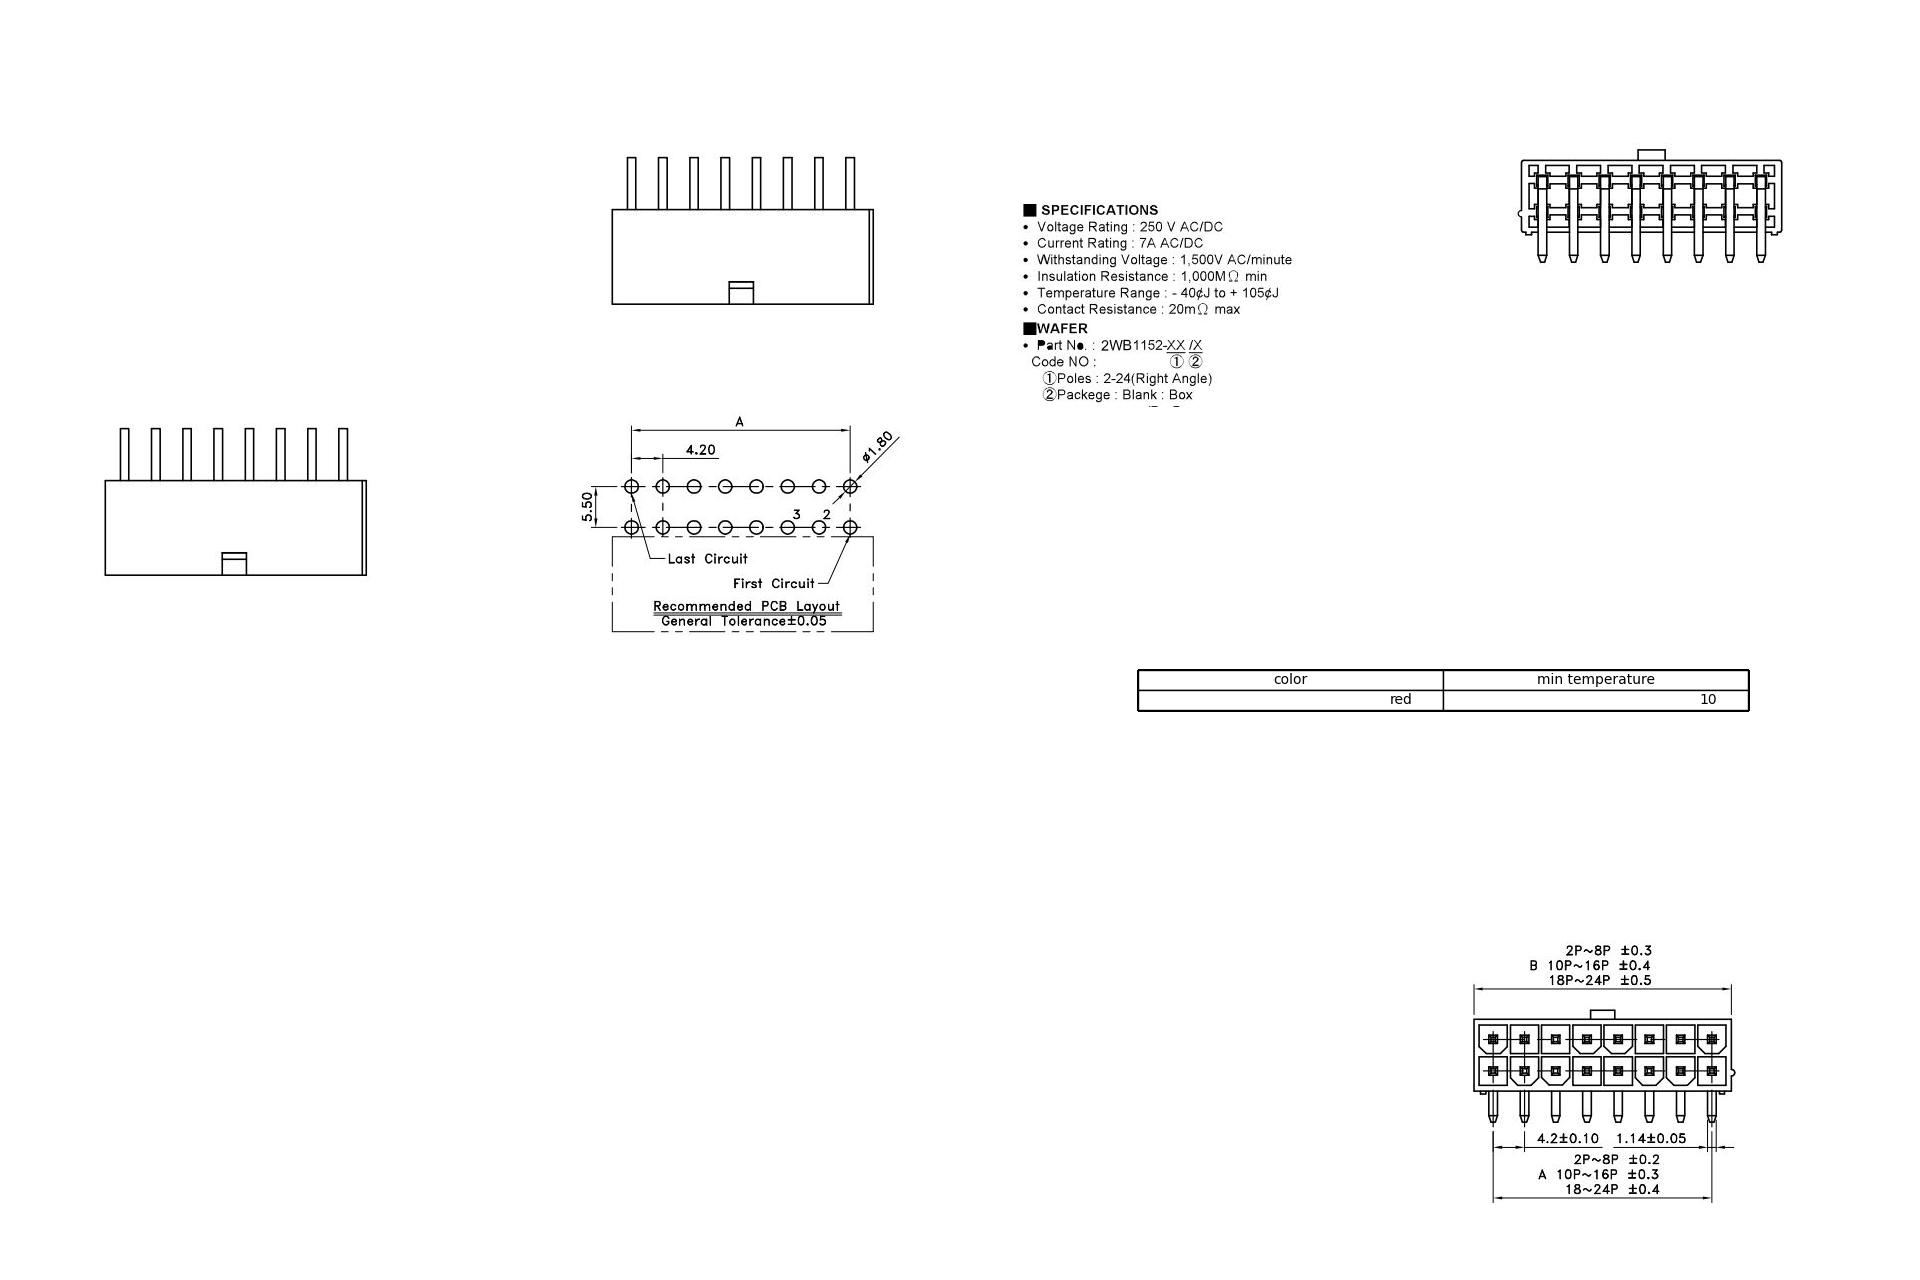 ■ SPECIFICATIONS
• Voltage Rating : 250 V AC/DC
• Current Rating : 7A AC/DC
• Withstanding Voltage : 1,500V AC/minute
• Insulation Resistance : 1,000MΩ min
• Temperature Range : - 40¢J to + 105¢J
• Contact Resistance : 20mΩ max
■WAFER
• Part No. : 2WB1152-XX /X
Code NO : ① ②
①Poles : 2-24(Right Angle)
②Packege : Blank : Box
A
4.20
ø1.80
5.50
3 2
Last Circuit
First Circuit
Recommended PCB Layout
General Tolerance±0.05
color min temperature
red 10
2P~8P ±0.3
B 10P~16P ±0.4
18P~24P ±0.5
4.2±0.10 1.14±0.05
2P~8P ±0.2
A 10P~16P ±0.3
18~24P ±0.4